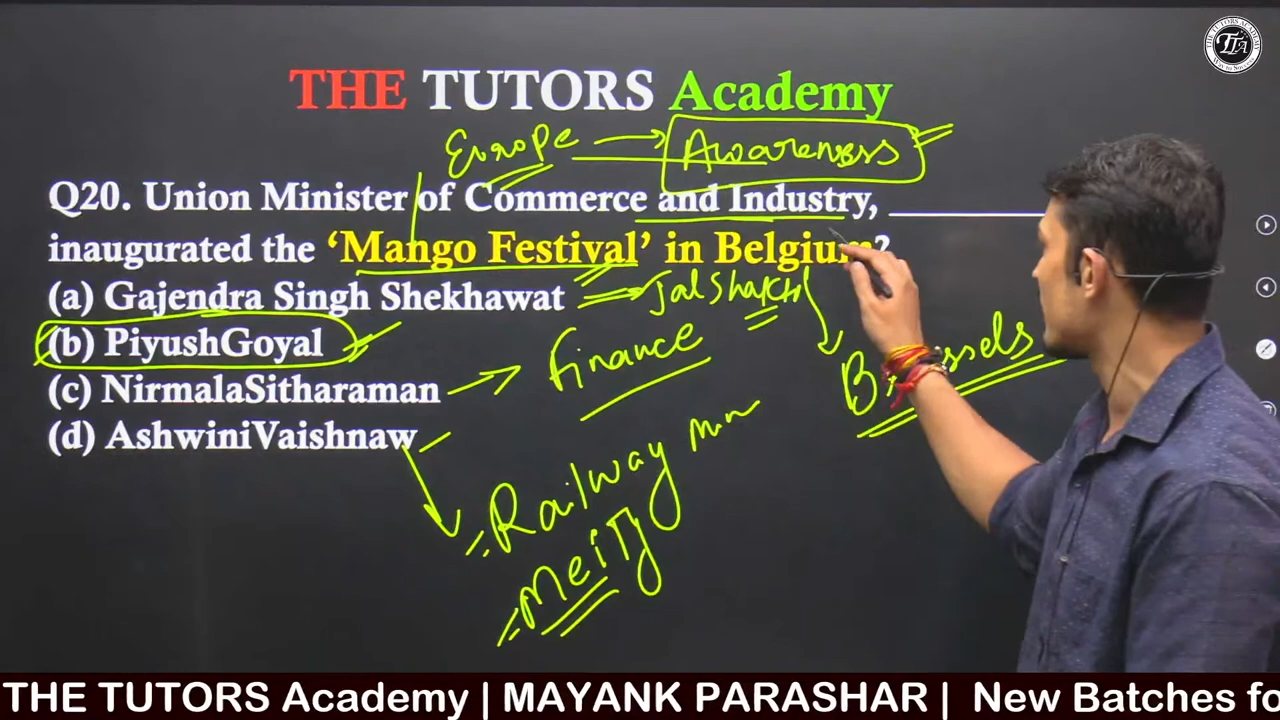 THE TUTORS Academy
Europe → Awareness
Q20. Union Minister of Commerce and Industry, ____________
inaugurated the ‘Mango Festival’ in Belgium?
(a) Gajendra Singh Shekhawat → Jal Shakti
(b) PiyushGoyal
Brussels
(c) NirmalaSitharaman → Finance
(d) AshwiniVaishnaw
Railway Min
Meity
THE TUTORS Academy | MAYANK PARASHAR | New Batches fo